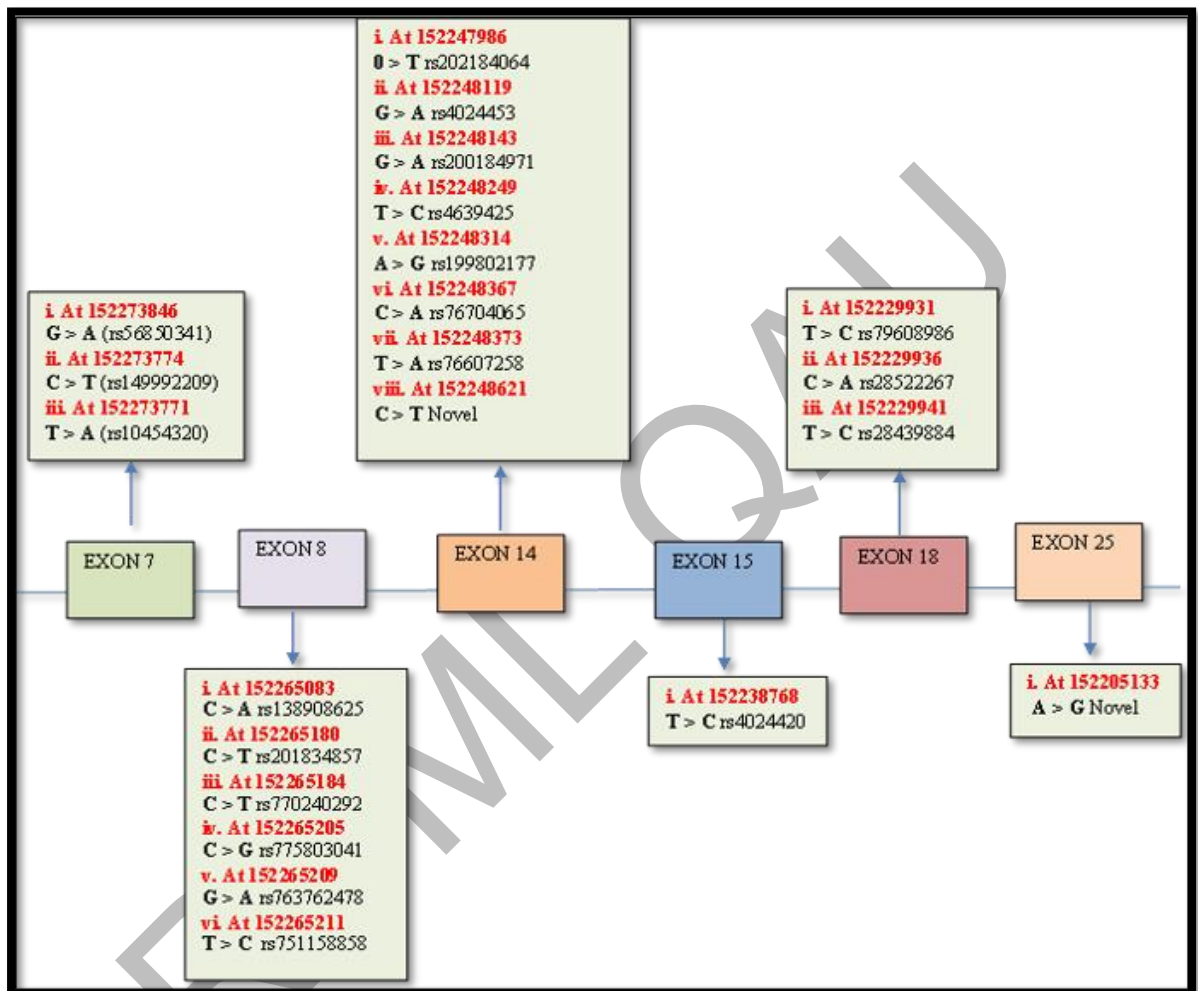 i. At 152247986
0 > T rs202184064
ii. At 152248119
G > A rs4024453
iii. At 152248143
G > A rs200184971
iv. At 152248249
T > C rs4639425
v. At 152248314
A > G rs199802177
vi. At 152248367
C > A rs76704065
vii. At 152248373
T > A rs76607258
viii. At 152248621
C > T Novel
i. At 152273846
G > A (rs56850341)
ii. At 152273774
C > T (rs149992209)
iii. At 152273771
T > A (rs10454320)
i. At 152229931
T > C rs79608986
ii. At 152229936
C > A rs28522267
iii. At 152229941
T > C rs28439884
EXON 7
EXON 8
EXON 14
EXON 15
EXON 18
EXON 25
i. At 152265083
C > A rs138908625
ii. At 152265180
C > T rs201834857
iii. At 152265184
C > T rs770240292
iv. At 152265205
C > G rs775803041
v. At 152265209
G > A rs763762478
vi. At 152265211
T > C rs751158858
i. At 152238768
T > C rs4024420
i. At 152205133
A > G Novel
ML QAU